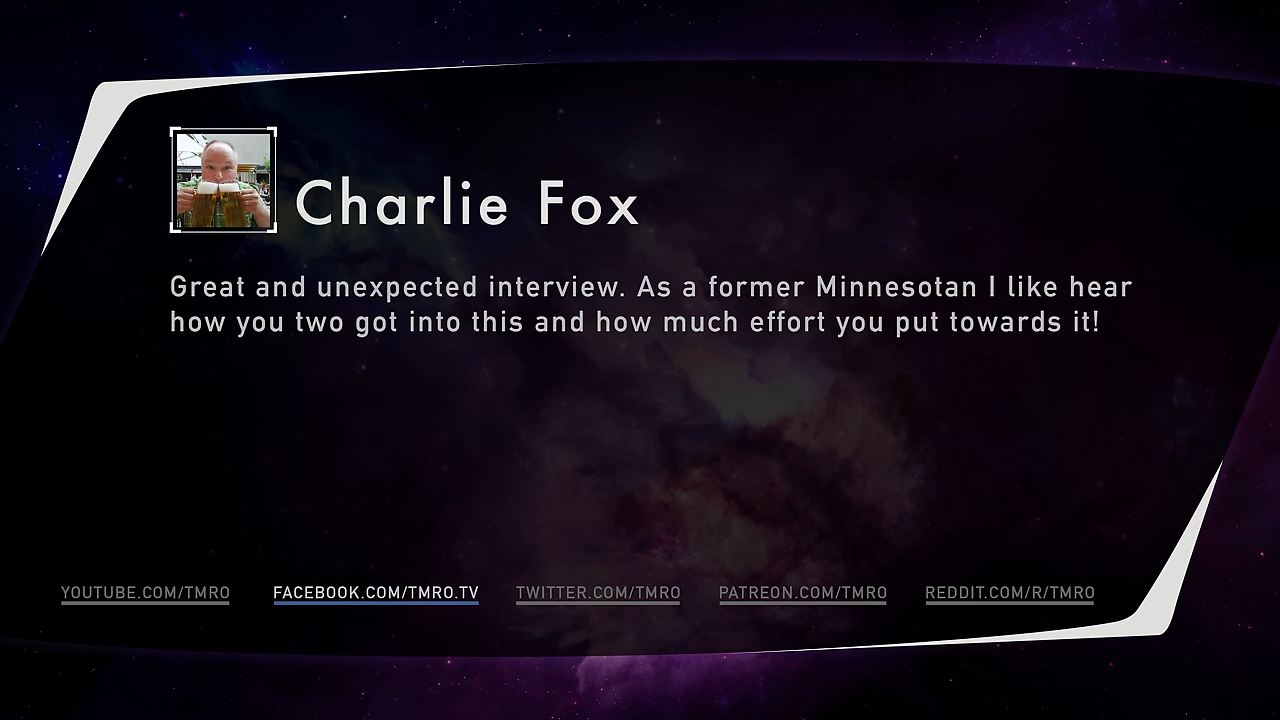 Charlie Fox
Great and unexpected interview. As a former Minnesotan I like hear
how you two got into this and how much effort you put towards it!
YOUTUBE.COM/TMRO FACEBOOK.COM/TMRO.TV TWITTER.COM/TMRO PATREON.COM/TMRO REDDIT.COM/R/TMRO